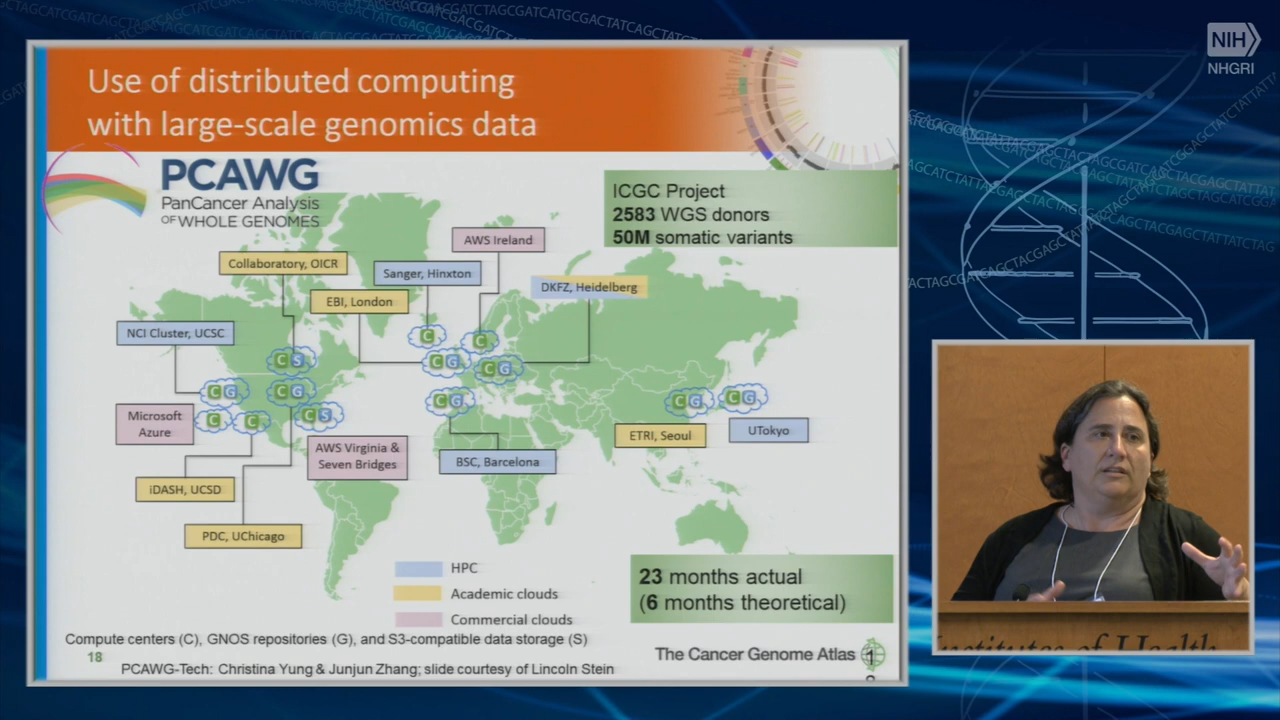 NIH
NHGRI
Use of distributed computing
with large-scale genomics data
PCAWG
PanCancer Analysis
OF WHOLE GENOMES
ICGC Project
2583 WGS donors
50M somatic variants
AWS Ireland
Collaboratory, OICR
Sanger, Hinxton
DKFZ, Heidelberg
EBI, London
NCI Cluster, UCSC
C
C
C S
C G
C G
C G
C G
C G
C G
C G
C
C
C S
Microsoft
Azure
ETRI, Seoul
UTokyo
AWS Virginia &
Seven Bridges
BSC, Barcelona
iDASH, UCSD
PDC, UChicago
HPC
Academic clouds
Commercial clouds
23 months actual
(6 months theoretical)
Compute centers (C), GNOS repositories (G), and S3-compatible data storage (S)
18
The Cancer Genome Atlas
PCAWG-Tech: Christina Yung & Junjun Zhang; slide courtesy of Lincoln Stein
Institutes of Health